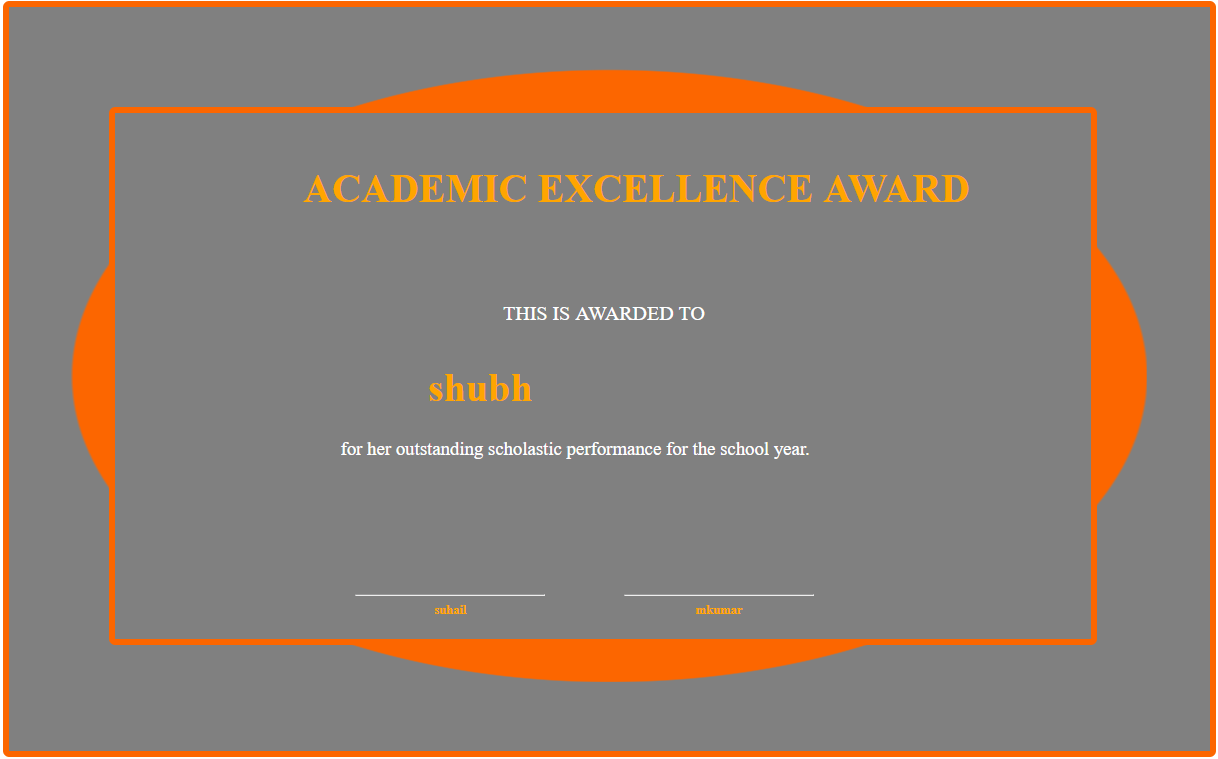 ACADEMIC EXCELLENCE AWARD
THIS IS AWARDED TO
shubh
for her outstanding scholastic performance for the school year.
suhail mkumar